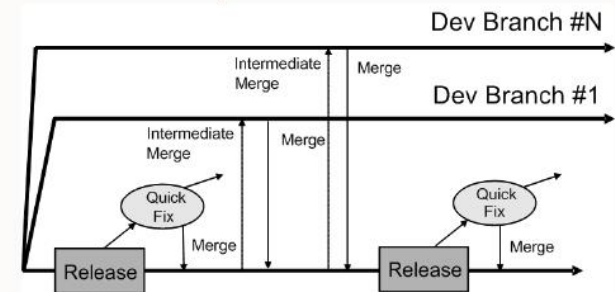 Dev Branch #N
Intermediate
Merge
Merge
Dev Branch #1
Intermediate
Merge
Merge
Quick
Fix
Merge
Release
Quick
Fix
Merge
Release